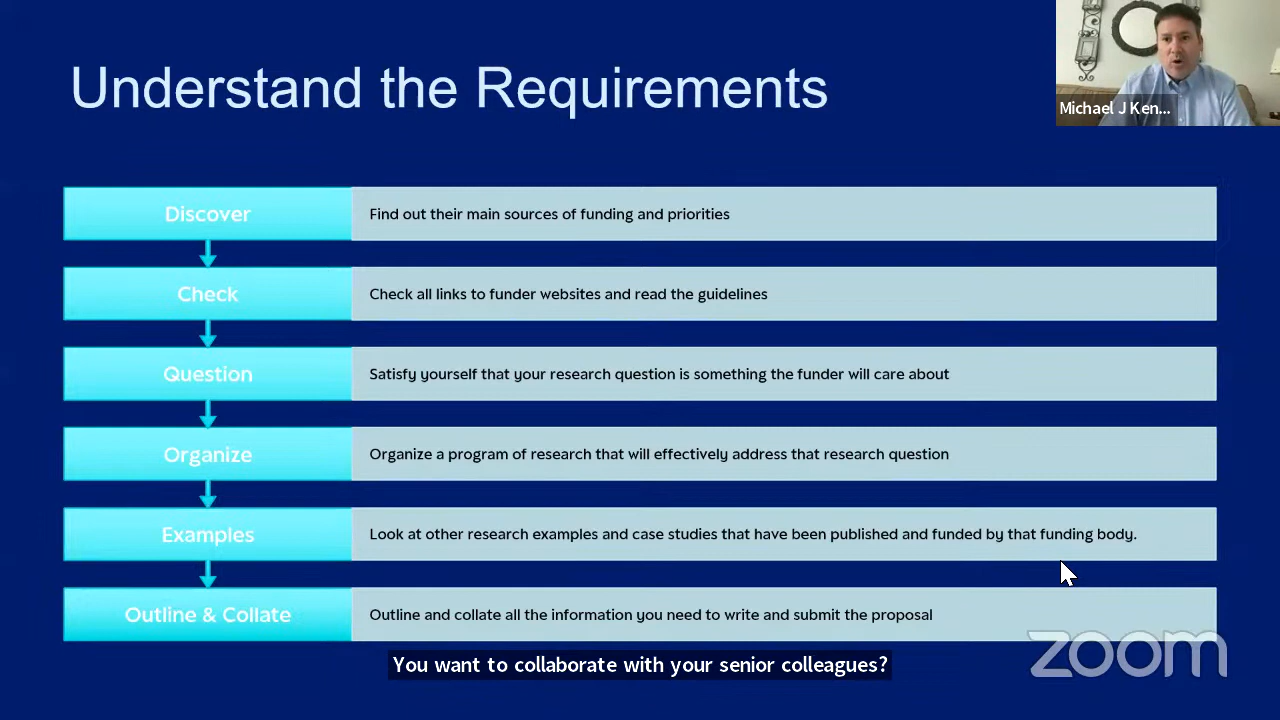 Understand the Requirements
Michael J Ken...
Discover
Find out their main sources of funding and priorities
Check
Check all links to funder websites and read the guidelines
Question
Satisfy yourself that your research question is something the funder will care about
Organize
Organize a program of research that will effectively address that research question
Examples
Look at other research examples and case studies that have been published and funded by that funding body.
Outline & Collate
Outline and collate all the information you need to write and submit the proposal
You want to collaborate with your senior colleagues?
zoom